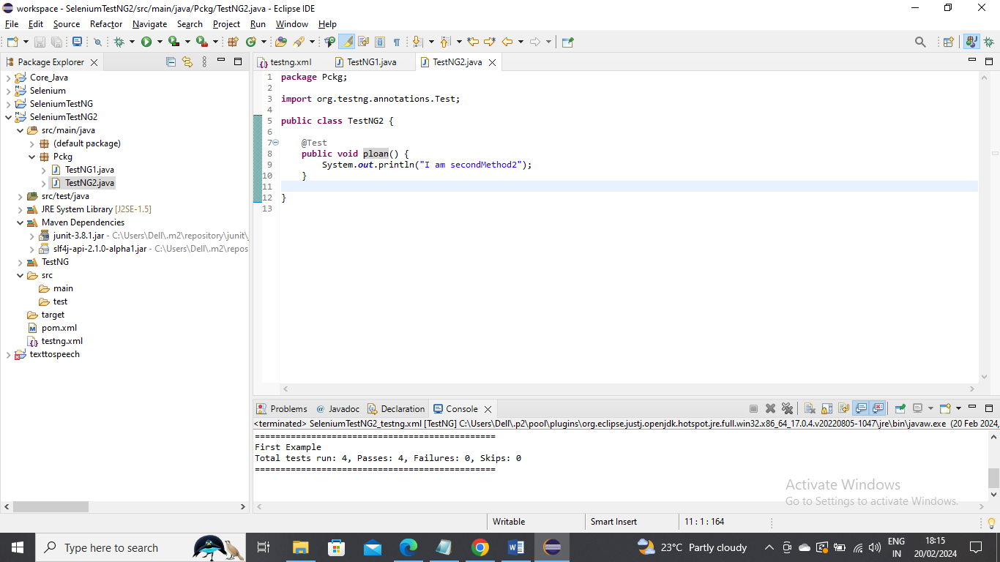 workspace - SeleniumTestNG2/src/main/java/Pckg/TestNG2.java - Eclipse IDE
File Edit Source Refactor Navigate Search Project Run Window Help
Package Explorer
Core_Java
Selenium
SeleniumTestNG
SeleniumTestNG2
src/main/java
(default package)
Pckg
TestNG1.java
TestNG2.java
src/test/java
JRE System Library [J2SE-1.5]
Maven Dependencies
junit-3.8.1.jar - C:\Users\Dell\.m2\repository\junit\
slf4j-api-2.1.0-alpha1.jar - C:\Users\Dell\.m2\repos
TestNG
src
main
test
target
pom.xml
testng.xml
texttospeech
testng.xml TestNG1.java TestNG2.java
1 package Pckg;
2
3 import org.testng.annotations.Test;
4
5 public class TestNG2 {
6
7 @Test
8 public void ploan() {
9 System.out.println("I am secondMethod2");
10 }
11
12 }
13
Problems @ Javadoc Declaration Console
<terminated> SeleniumTestNG2_testng.xml [TestNG] C:\Users\Dell\.p2\pool\plugins\org.eclipse.justj.openjdk.hotspot.jre.full.win32.x86_64_17.0.4.v20220805-1047\jre\bin\javaw.exe (20 Feb 2024,
===============================================
First Example
Total tests run: 4, Passes: 4, Failures: 0, Skips: 0
===============================================
Activate Windows
Go to Settings to activate Windows.
Writable Smart Insert 11 : 1 : 164
Type here to search
23°C Partly cloudy
ENG
IN
18:15
20/02/2024